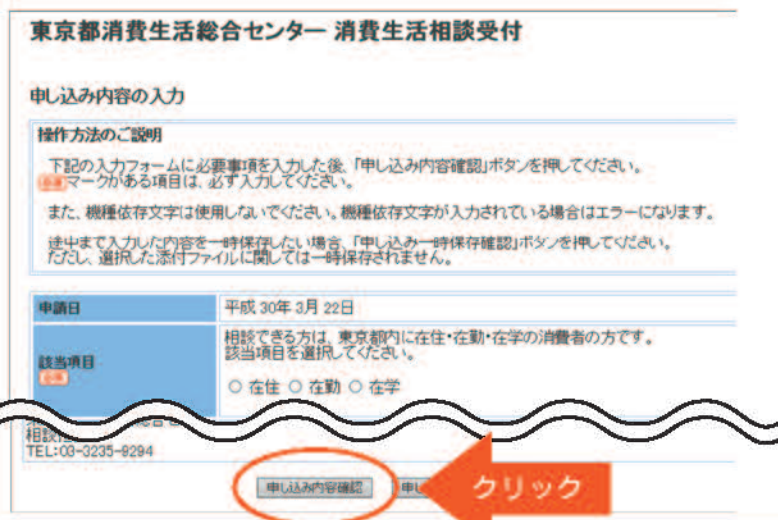 東京都消費生活総合センター 消費生活相談受付
申し込み内容の入力
操作方法のご説明
下記の入力フォームに必要事項を入力した後、「申し込み内容確認」ボタンを押してください。
必須マークがある項目は、必ず入力してください。
また、機種依存文字は使用しないでください。機種依存文字が入力されている場合はエラーになります。
途中まで入力した内容を一時保存したい場合、「申し込み一時保存確認」ボタンを押してください。
ただし、選択した添付ファイルに関しては一時保存されません。
申請日 平成 30年 3月 22日
相談できる方は、東京都内に在住・在勤・在学の消費者の方です。
該当項目を選択してください。
該当項目
必須
○ 在住 ○ 在勤 ○ 在学
相談
TEL:03-3235-9294
申し込み内容確認 申し
クリック